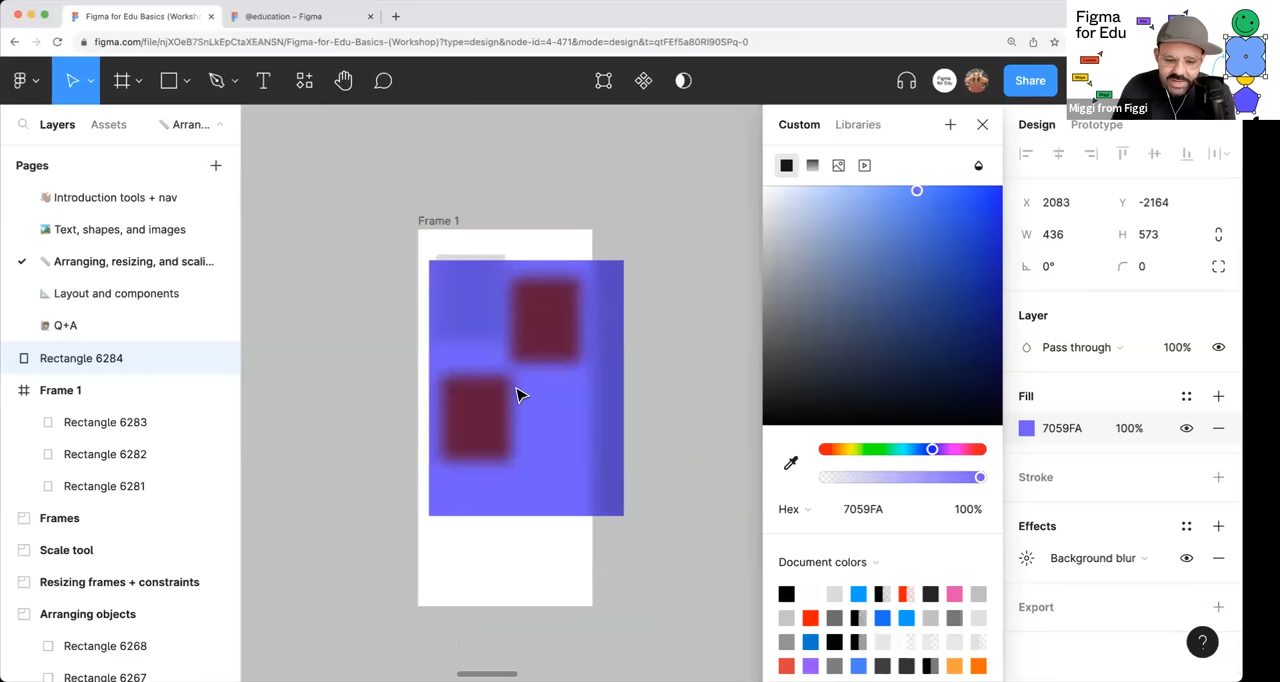 Figma for Edu Basics (Worksho
@education – Figma
figma.com/file/njXOeB7SnLkEpCtaXEANSN/Figma-for-Edu-Basics-(Workshop)?type=design&node-id=4-471&mode=design&t=qtFEf5a80RI90SPq-0
Figma
for Edu
Miggi from Figgi
Share
Layers
Assets
Arran...
Custom
Libraries
Design
Prototype
Pages
Introduction tools + nav
Text, shapes, and images
Arranging, resizing, and scali...
Layout and components
Q+A
Rectangle 6284
Frame 1
Rectangle 6283
Rectangle 6282
Rectangle 6281
Frames
Scale tool
Resizing frames + constraints
Arranging objects
Rectangle 6268
Rectangle 6267
Frame 1
Hex
7059FA
100%
Document colors
X 2083 Y -2164
W 436 H 573
0° 0
Layer
Pass through 100%
Fill
7059FA 100%
Stroke
Effects
Background blur
Export
?